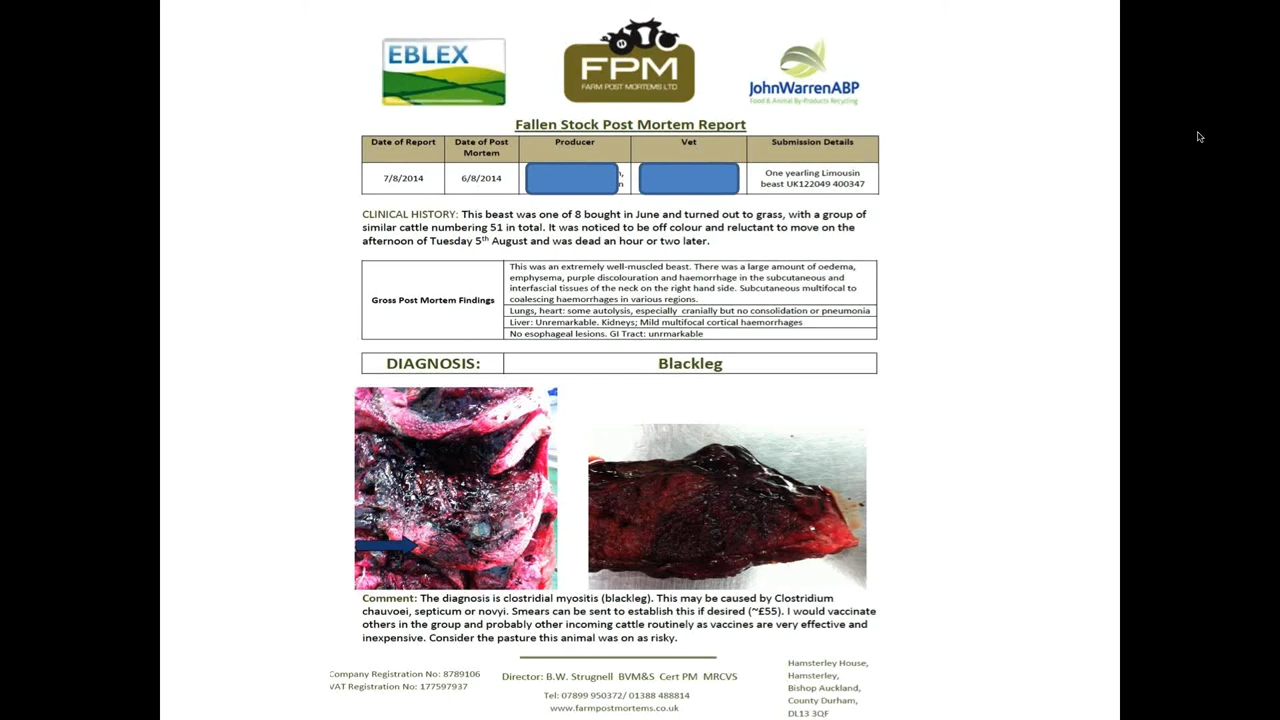 EBLEX
FPM
FARM POST MORTEMS LTD
JohnWarrenABP
Food & Animal By-Products Recycling
Fallen Stock Post Mortem Report
Date of Report
Date of Post
Mortem
Producer
Vet
Submission Details
7/8/2014
6/8/2014
One yearling Limousin
beast UK122049 400347
CLINICAL HISTORY: This beast was one of 8 bought in June and turned out to grass, with a group of
similar cattle numbering 51 in total. It was noticed to be off colour and reluctant to move on the
afternoon of Tuesday 5th August and was dead an hour or two later.
Gross Post Mortem Findings
This was an extremely well-muscled beast. There was a large amount of oedema,
emphysema, purple discolouration and haemorrhage in the subcutaneous and
interfascial tissues of the neck on the right hand side. Subcutaneous multifocal to
coalescing haemorrhages in various regions.
Lungs, heart: some autolysis, especially cranially but no consolidation or pneumonia
Liver: Unremarkable. Kidneys; Mild multifocal cortical haemorrhages
No esophageal lesions. GI Tract: unrmarkable
DIAGNOSIS:
Blackleg
Comment: The diagnosis is clostridial myositis (blackleg). This may be caused by Clostridium
chauvoei, septicum or novyi. Smears can be sent to establish this if desired (~£55). I would vaccinate
others in the group and probably other incoming cattle routinely as vaccines are very effective and
inexpensive. Consider the pasture this animal was on as risky.
Company Registration No: 8789106
VAT Registration No: 177597937
Director: B.W. Strugnell BVM&S Cert PM MRCVS
Tel: 07899 950372/ 01388 488814
www.farmpostmortems.co.uk
Hamsterley House,
Hamsterley,
Bishop Auckland,
County Durham,
DL13 3QF